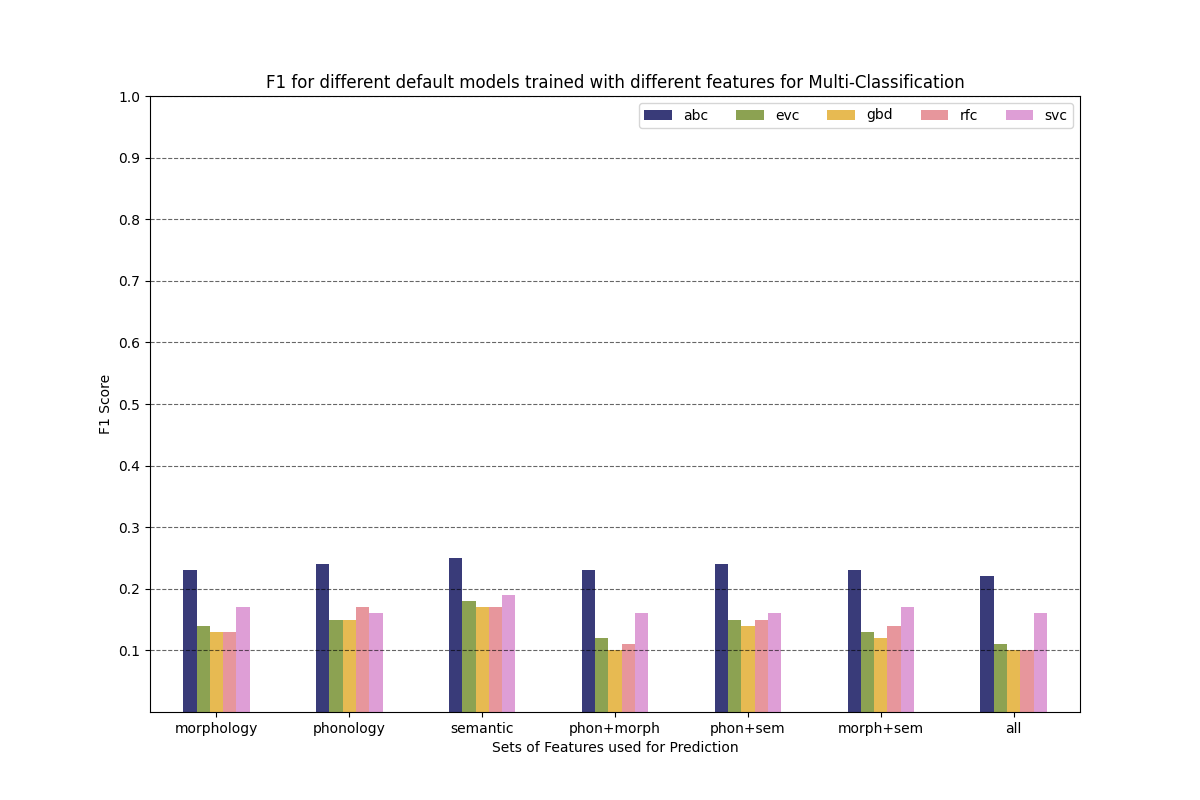 F1 for different default models trained with different features for Multi-Classification
abc evc gbd rfc svc
1.0
0.9
0.8
0.7
0.6
0.5
0.4
0.3
0.2
0.1
F1 Score
morphology phonology semantic phon+morph phon+sem morph+sem all
Sets of Features used for Prediction